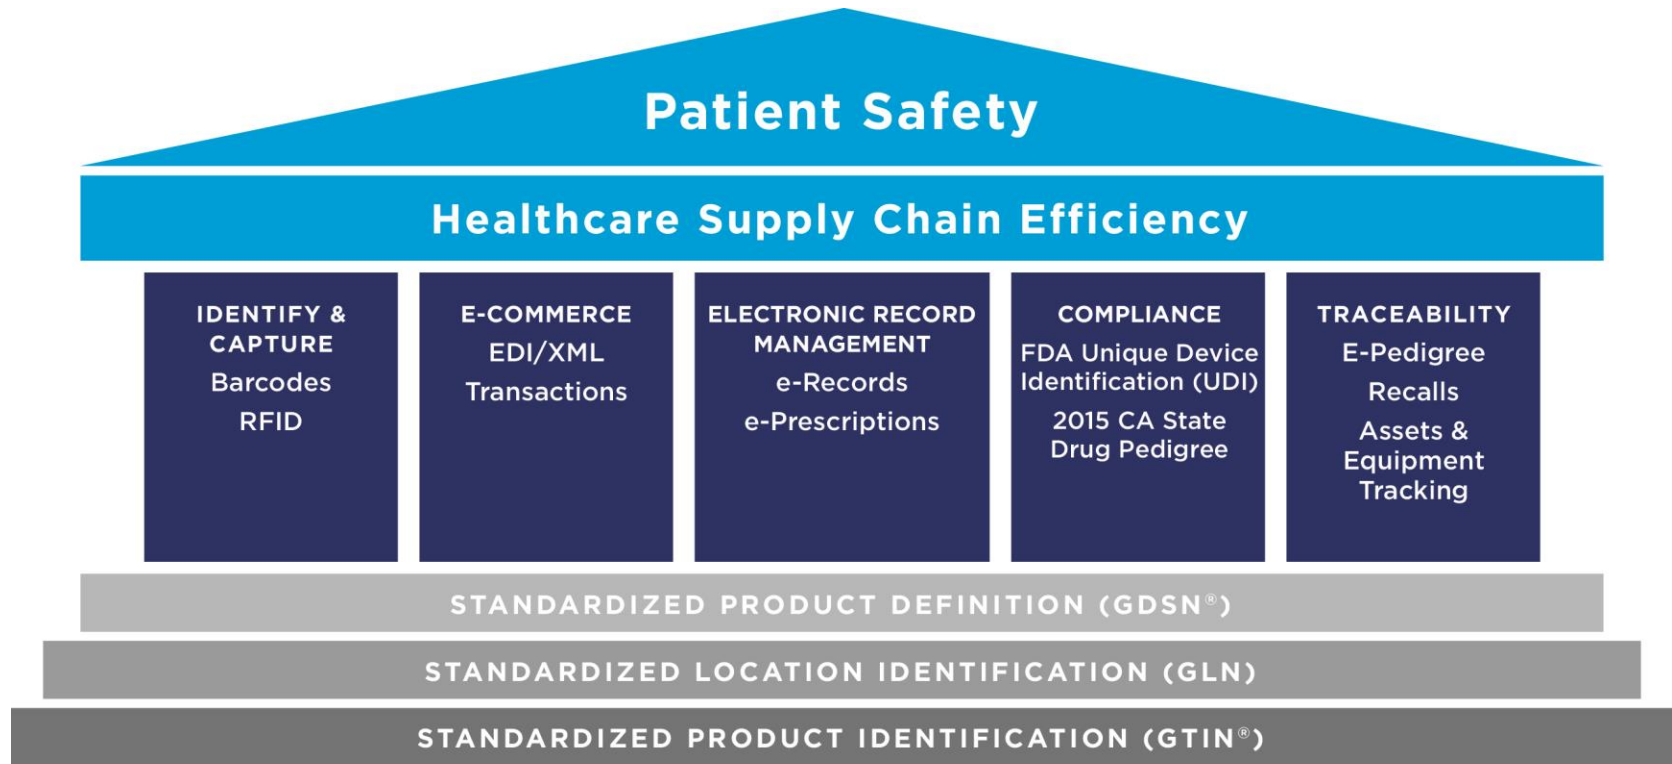 Patient Safety
Healthcare Supply Chain Efficiency
IDENTIFY &
CAPTURE
Barcodes
RFID
E-COMMERCE
EDI/XML
Transactions
ELECTRONIC RECORD
MANAGEMENT
e-Records
e-Prescriptions
COMPLIANCE
FDA Unique Device
Identification (UDI)
2015 CA State
Drug Pedigree
TRACEABILITY
E-Pedigree
Recalls
Assets &
Equipment
Tracking
STANDARDIZED PRODUCT DEFINITION (GDSN®)
STANDARDIZED LOCATION IDENTIFICATION (GLN)
STANDARDIZED PRODUCT IDENTIFICATION (GTIN®)